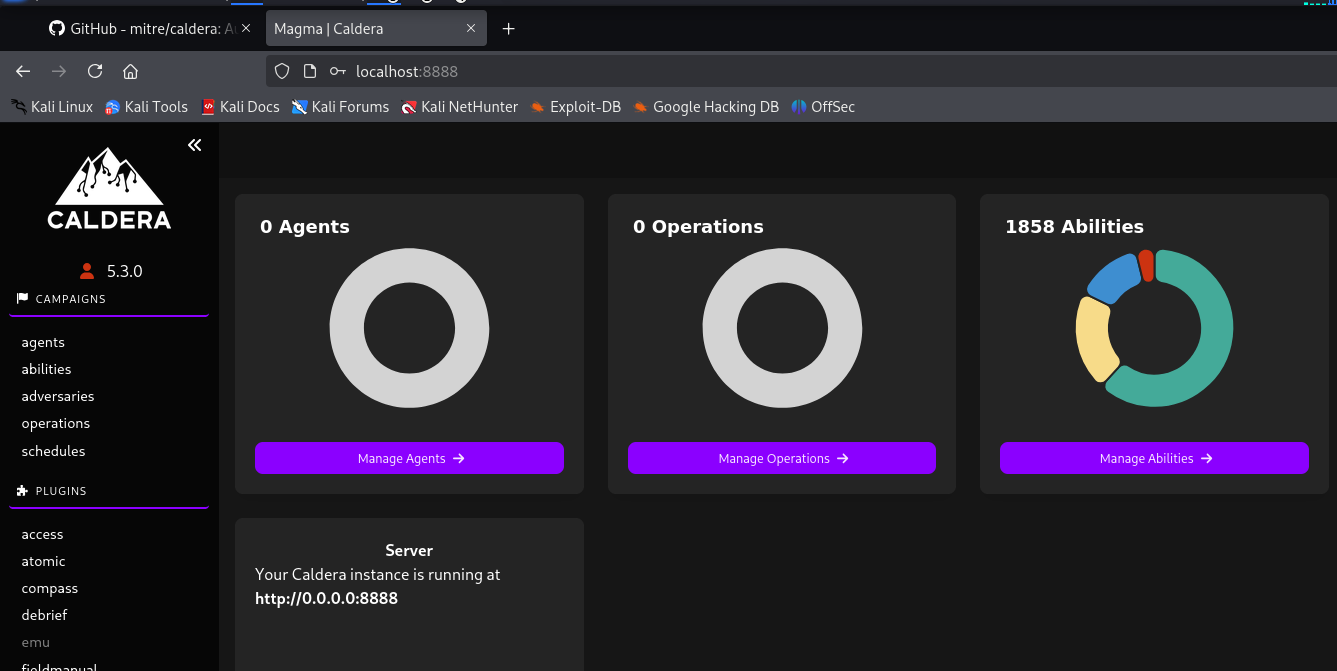 GitHub - mitre/caldera: Au
Magma | Caldera
localhost:8888
Kali Linux Kali Tools Kali Docs Kali Forums Kali NetHunter Exploit-DB Google Hacking DB OffSec
CALDERA
5.3.0
CAMPAIGNS
agents
abilities
adversaries
operations
schedules
PLUGINS
access
atomic
compass
debrief
emu
fieldmanual
0 Agents
Manage Agents →
0 Operations
Manage Operations →
1858 Abilities
Manage Abilities →
Server
Your Caldera instance is running at
http://0.0.0.0:8888